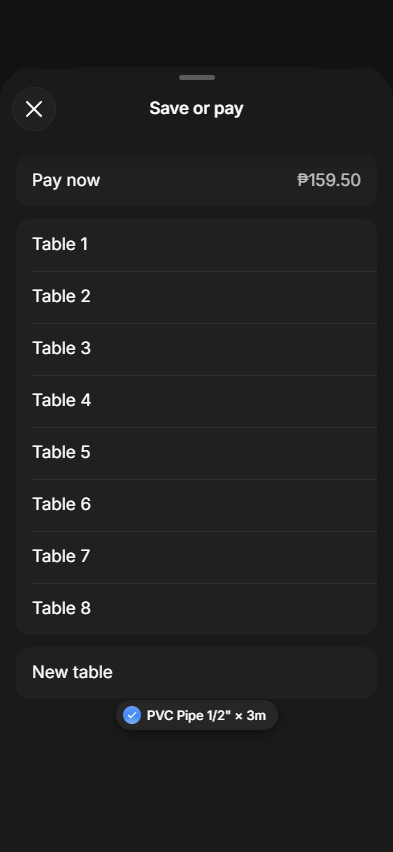 Save or pay
Pay now ₱159.50
Table 1
Table 2
Table 3
Table 4
Table 5
Table 6
Table 7
Table 8
New table
PVC Pipe 1/2" × 3m